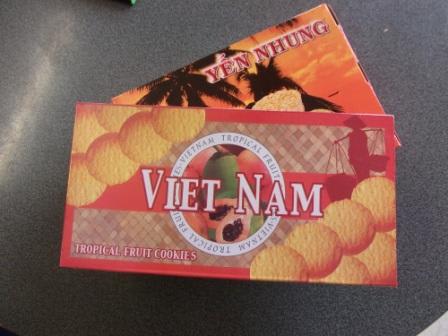 YẾN NHUNG
VIET NAM
VIETNAM TROPICAL FRUIT
VIETNAM TROPICAL FRUIT
TROPICAL FRUIT COOKIES